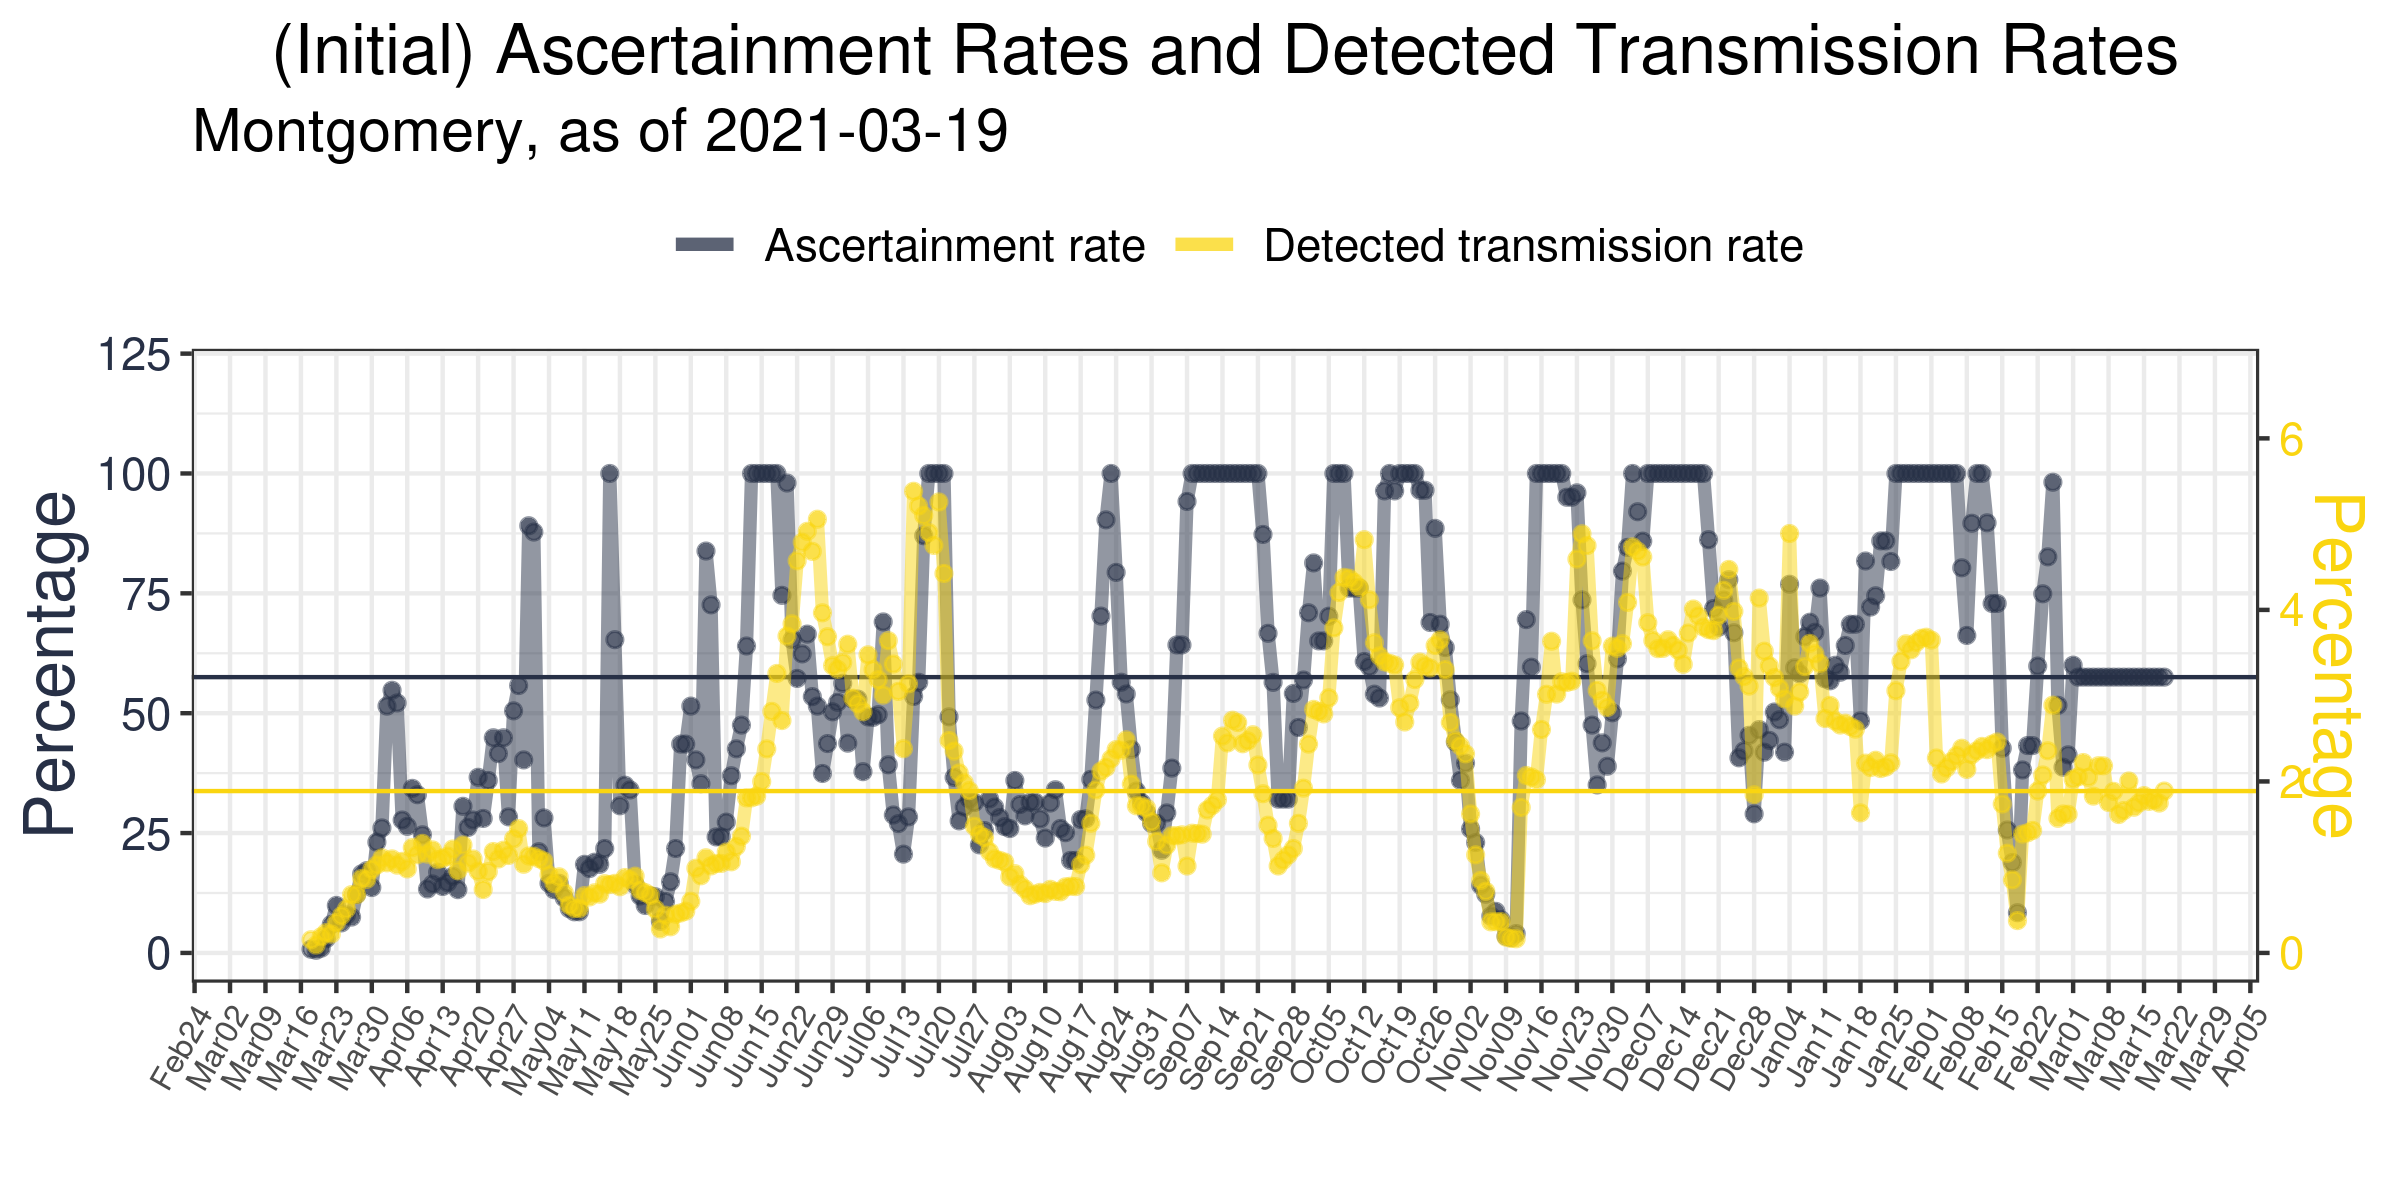 (Initial) Ascertainment Rates and Detected Transmission Rates
Montgomery, as of 2021-03-19
Ascertainment rate
Detected transmission rate
Percentage
125
100
75
50
25
0
6
4
2
0
Percentage
Feb24
Mar02
Mar09
Mar16
Mar23
Mar30
Apr06
Apr13
Apr20
Apr27
May04
May11
May18
May25
Jun01
Jun08
Jun15
Jun22
Jun29
Jul06
Jul13
Jul20
Jul27
Aug03
Aug10
Aug17
Aug24
Aug31
Sep07
Sep14
Sep21
Sep28
Oct05
Oct12
Oct19
Oct26
Nov02
Nov09
Nov16
Nov23
Nov30
Dec07
Dec14
Dec21
Dec28
Jan04
Jan11
Jan18
Jan25
Feb01
Feb08
Feb15
Feb22
Mar01
Mar08
Mar15
Mar22
Mar29
Apr05